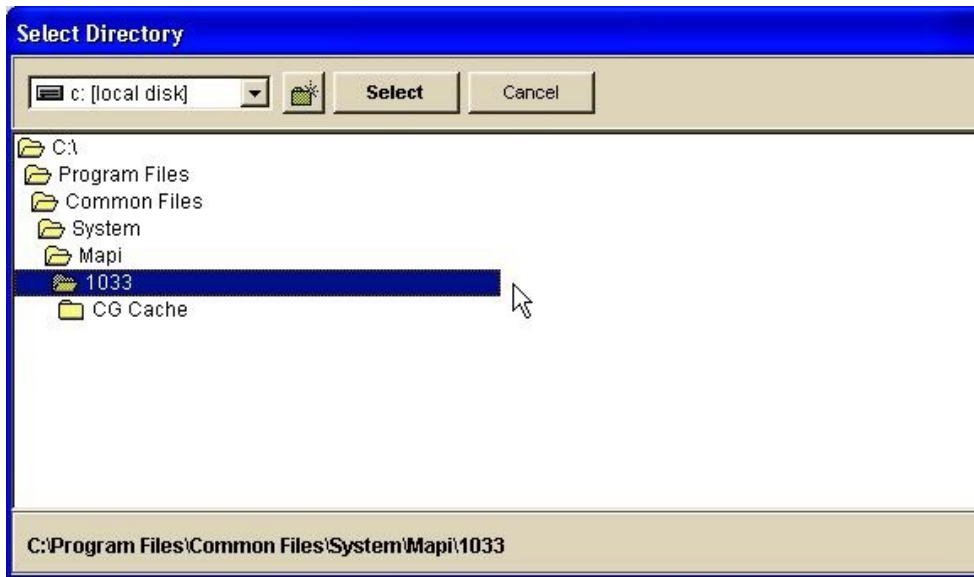 Select Directory
c: [local disk] Select Cancel
C:\
Program Files
Common Files
System
Mapi
1033
CG Cache
C:\Program Files\Common Files\System\Mapi\1033